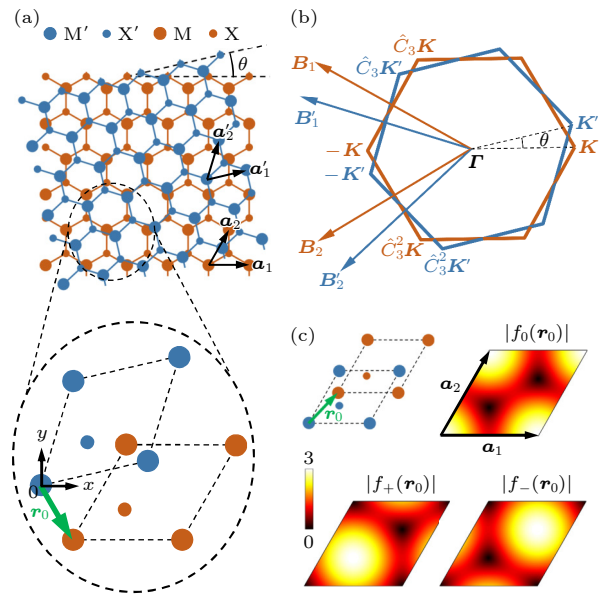 (a)
M′ X′ M X
θ
a′₂
a′₁
a₂
a₁
y
0
x
r₀
(b)
Ĉ₃K
B₁
Ĉ₃K′
B′₁
K′
θ
K
Γ
−K
−K′
B₂
Ĉ₃²K
B′₂
Ĉ₃²K′
(c)
|f₀(r₀)|
r₀
a₂
a₁
3
0
|f₊(r₀)|
|f₋(r₀)|